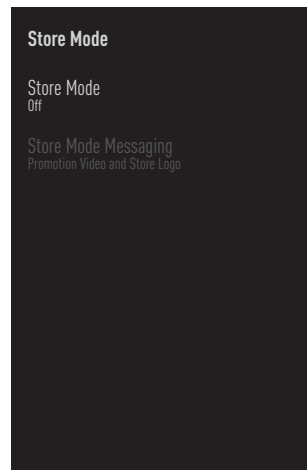 Store Mode
Store Mode
Off
Store Mode Messaging
Promotion Video and Store Logo